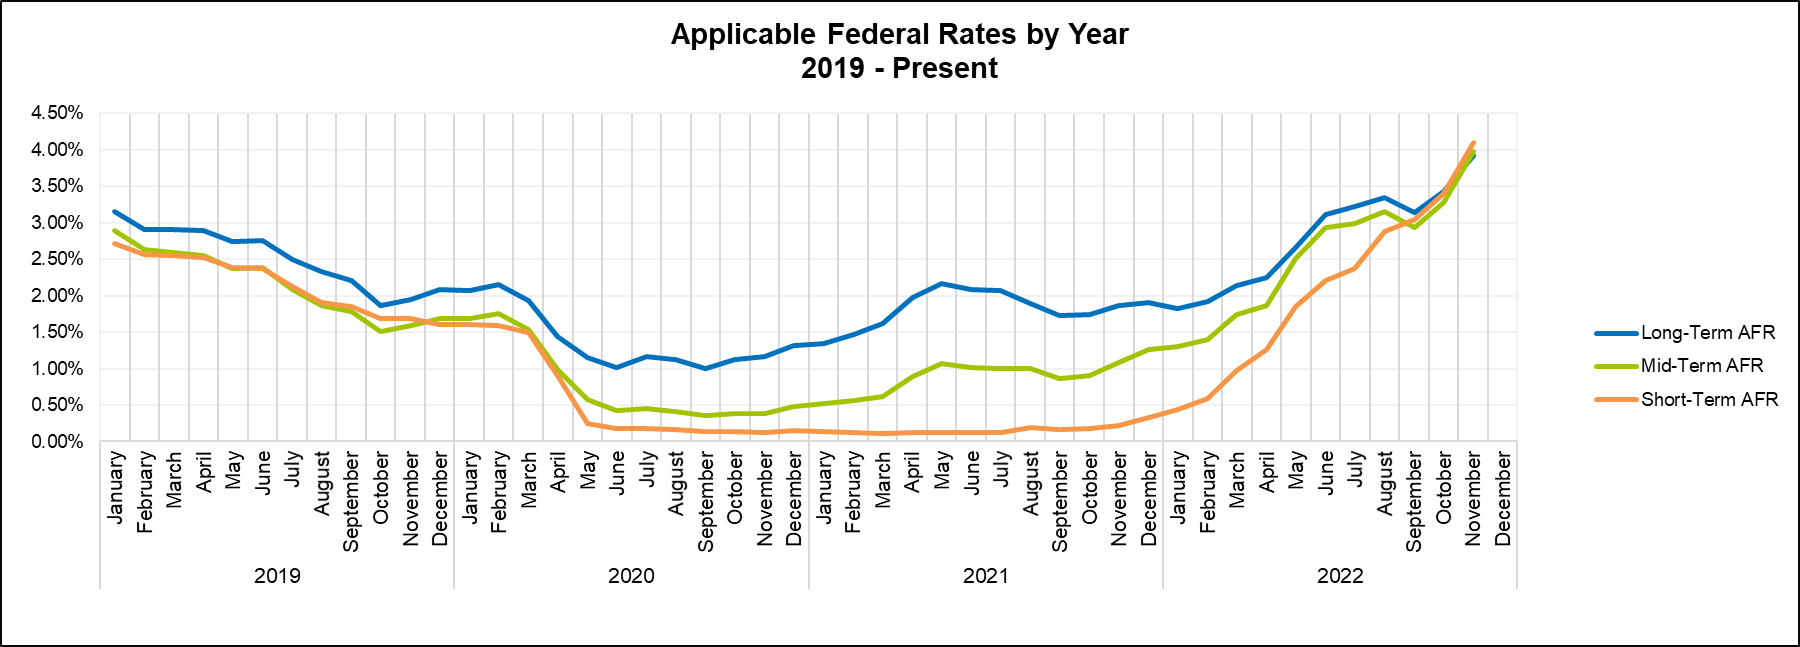 Applicable Federal Rates by Year
2019 - Present
4.50%
4.00%
3.50%
3.00%
2.50%
2.00%
1.50%
1.00%
0.50%
0.00%
January
February
March
April
May
June
July
August
September
October
November
December
January
February
March
April
May
June
July
August
September
October
November
December
January
February
March
April
May
June
July
August
September
October
November
December
January
February
March
April
May
June
July
August
September
October
November
December
2019
2020
2021
2022
Long-Term AFR
Mid-Term AFR
Short-Term AFR